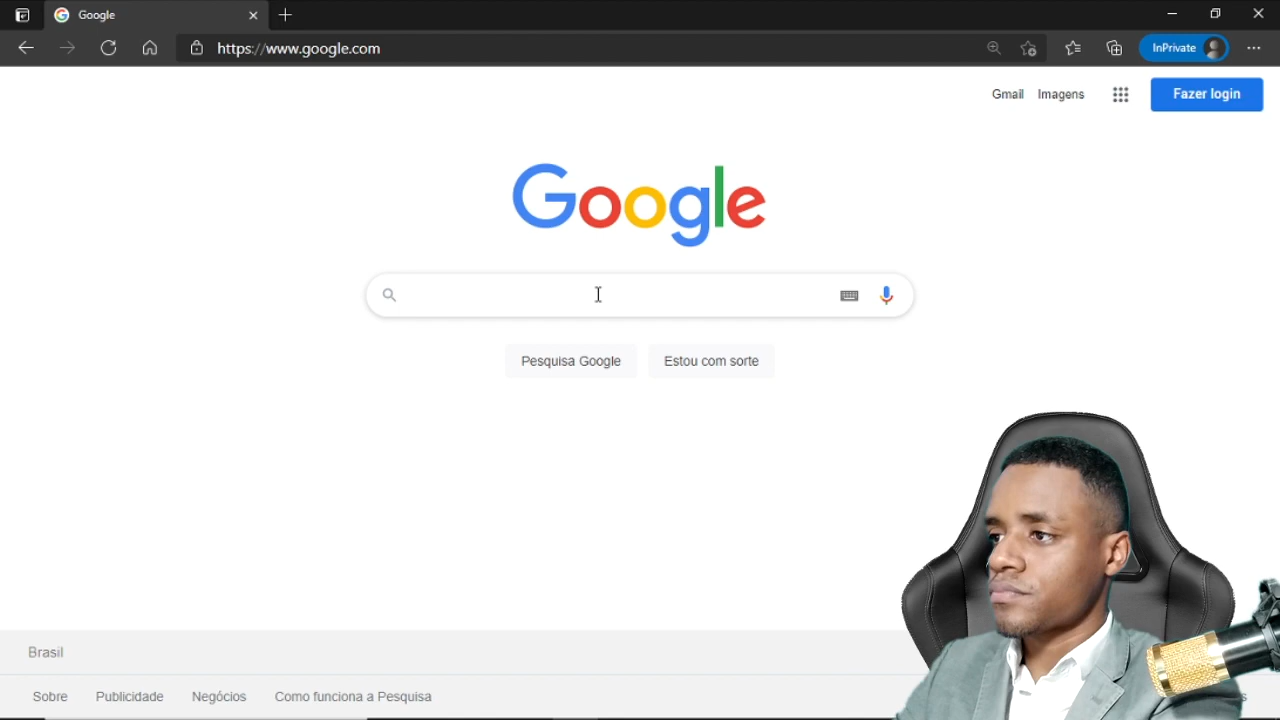 Google
https://www.google.com
InPrivate
Gmail
Imagens
Fazer login
Google
Pesquisa Google
Estou com sorte
Brasil
Sobre
Publicidade
Negócios
Como funciona a Pesquisa